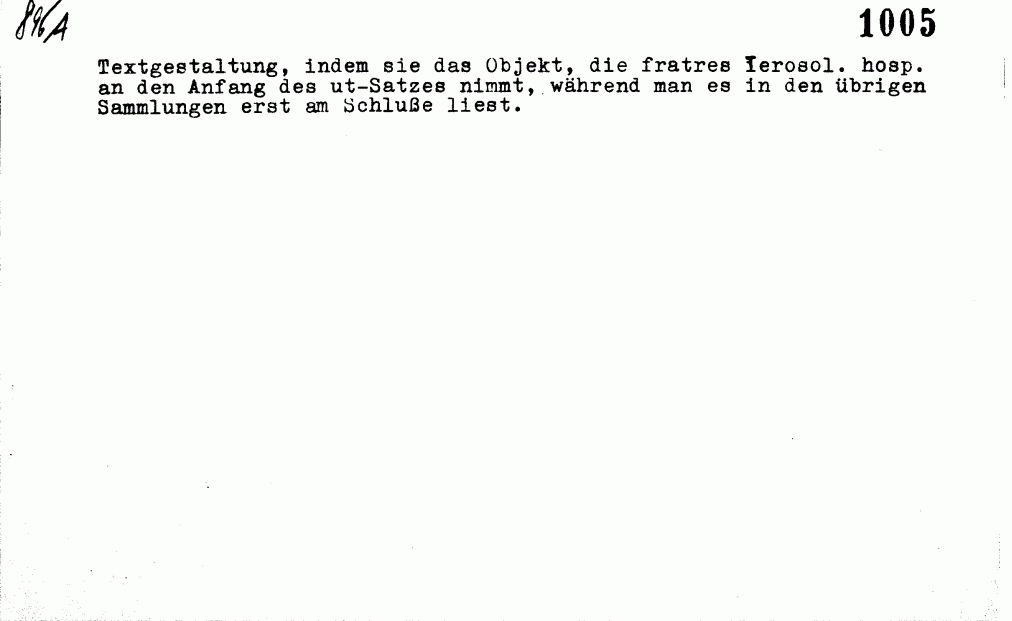 896A
1005
Textgestaltung, indem sie das Objekt, die fratres Ierosol. hosp.
an den Anfang des ut-Satzes nimmt, während man es in den übrigen
Sammlungen erst am Schluße liest.